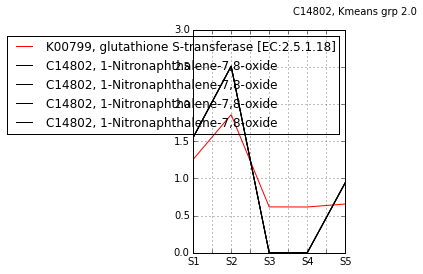 C14802, Kmeans grp 2.0
K00799, glutathione S-transferase [EC:2.5.1.18]
C14802, 1-Nitronaphthalene-7,8-oxide
C14802, 1-Nitronaphthalene-7,8-oxide
C14802, 1-Nitronaphthalene-7,8-oxide
C14802, 1-Nitronaphthalene-7,8-oxide
3.0
2.5
2.0
1.5
1.0
0.5
0.0
S1 S2 S3 S4 S5